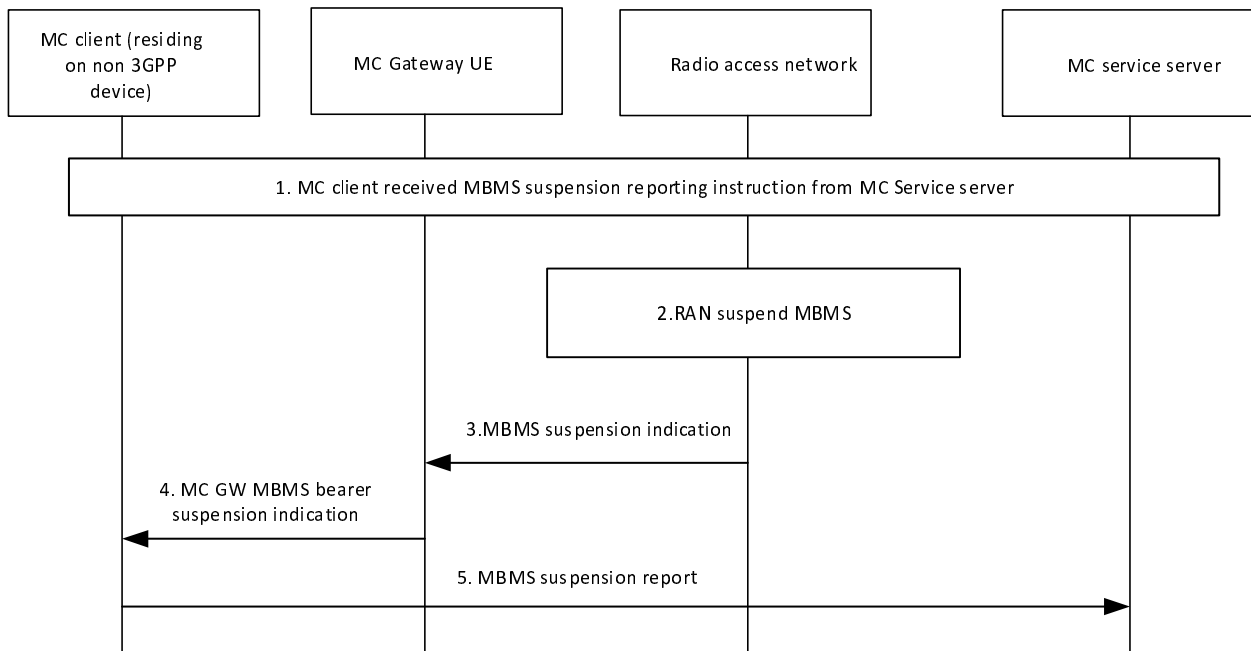 MC client (residing
on non 3GPP
device)
MC Gateway UE
Radio access network
MC service server
1. MC client received MBMS suspension reporting instruction from MC Service server
2.RAN suspend MBMS
3.MBMS suspension indication
4. MC GW MBMS bearer
suspension indication
5. MBMS suspension report